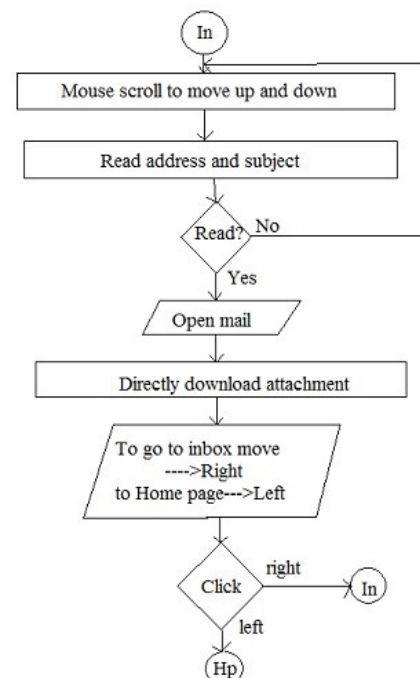 In
Mouse scroll to move up and down
Read address and subject
Read?
No
Yes
Open mail
Directly download attachment
To go to inbox move
---->Right
to Home page--->Left
Click
right
In
left
Hp